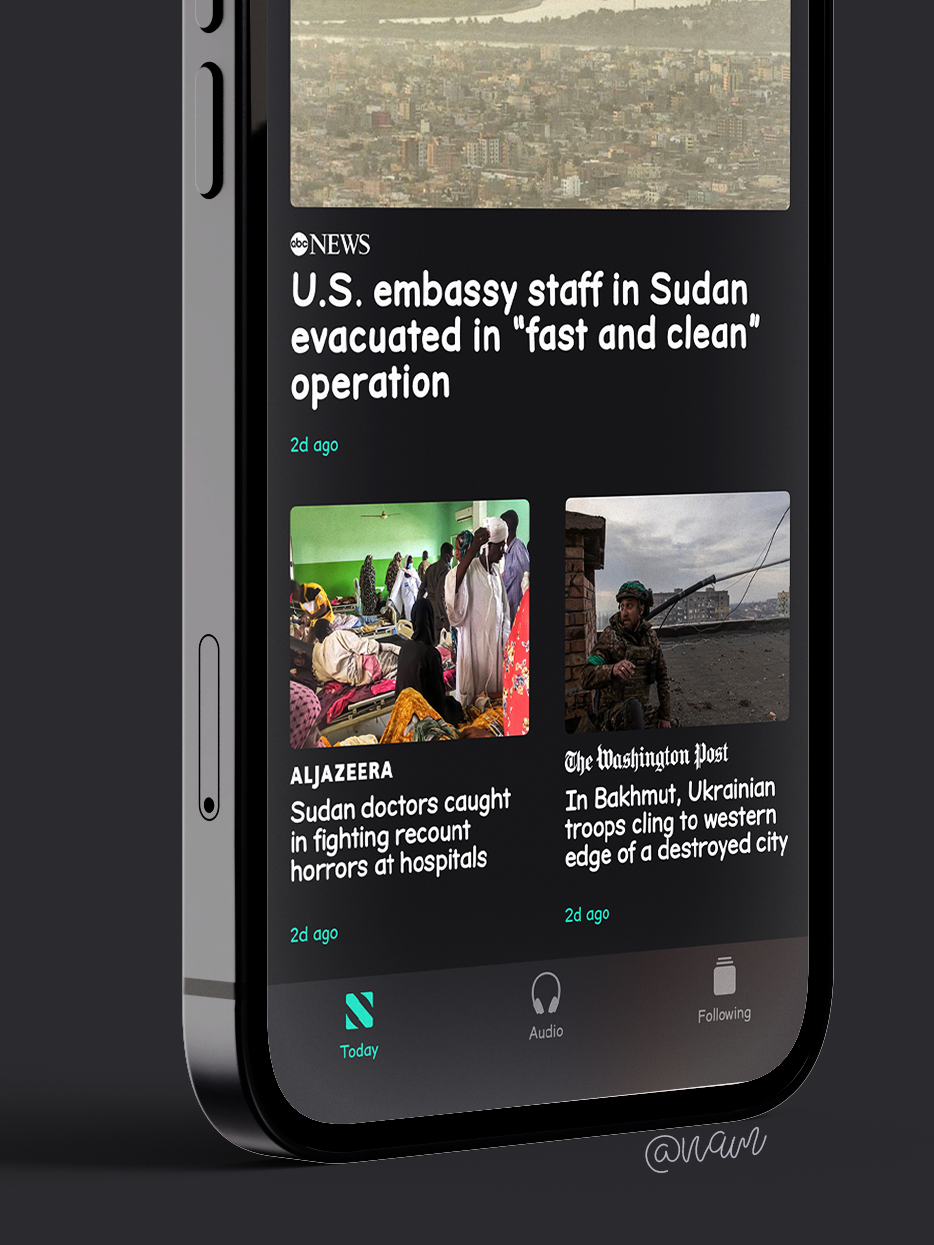 abc NEWS
U.S. embassy staff in Sudan
evacuated in “fast and clean”
operation
2d ago
ALJAZEERA
Sudan doctors caught
in fighting recount
horrors at hospitals
2d ago
The Washington Post
In Bakhmut, Ukrainian
troops cling to western
edge of a destroyed city
2d ago
Today
Audio
Following
@nam